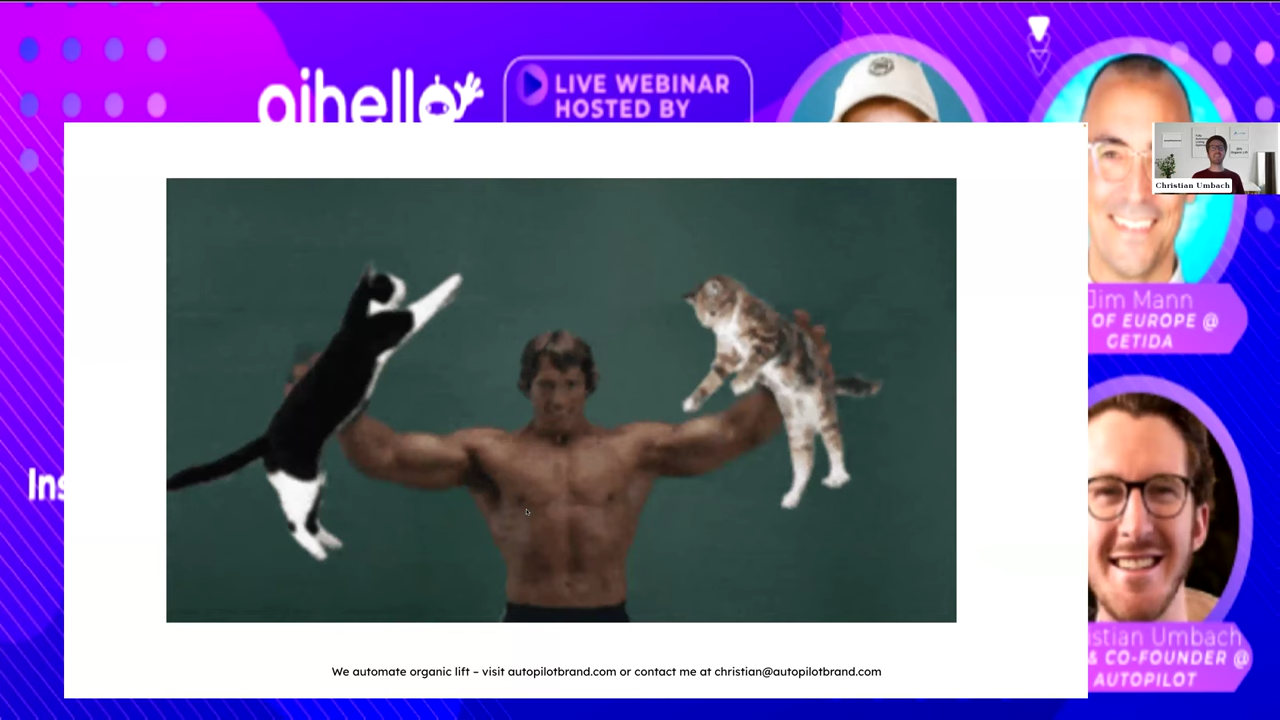 aihello
LIVE WEBINAR
HOSTED BY
Christian Umbach
Jim Mann
OF EUROPE @
GETIDA
Ins
stian Umbach
& CO-FOUNDER @
AUTOPILOT
We automate organic lift – visit autopilotbrand.com or contact me at christian@autopilotbrand.com